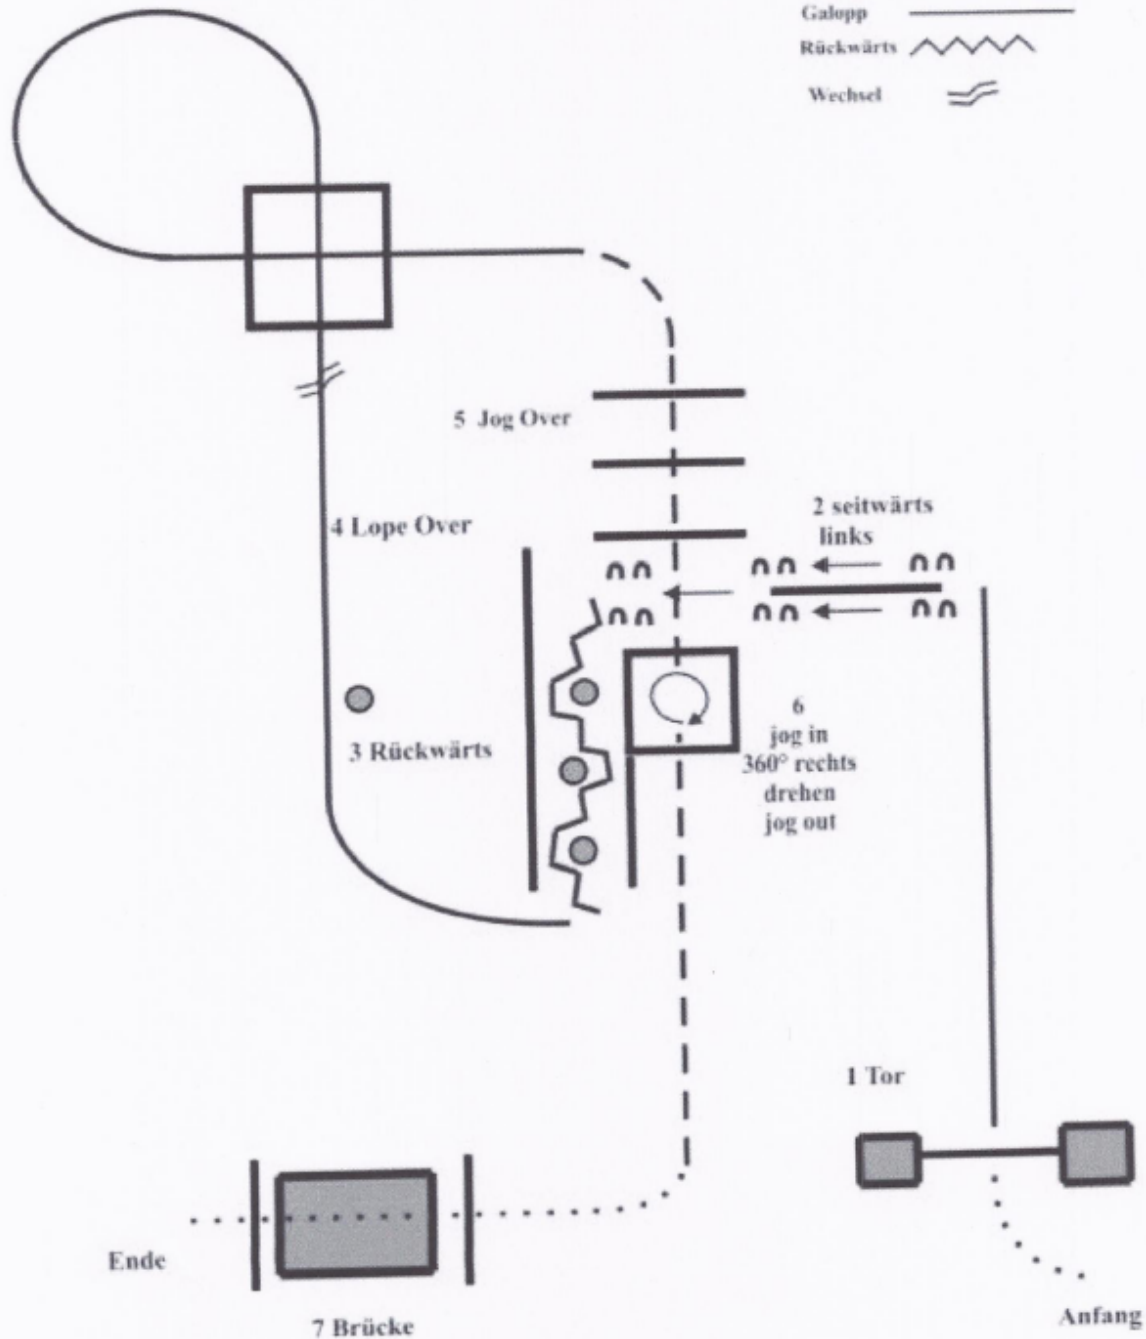 Galopp
Rückwärts
Wechsel
5 Jog Over
2 seitwärts
links
4 Lope Over
3 Rückwärts
6
jog in
360° rechts
drehen
jog out
1 Tor
Ende
7 Brücke
Anfang